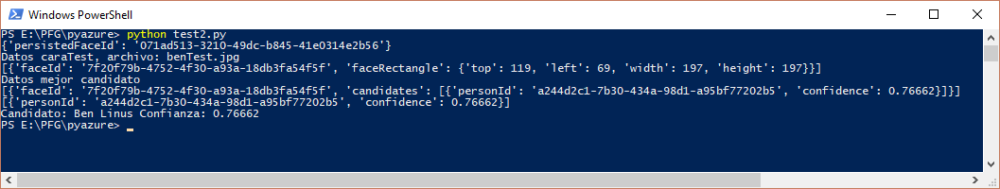 Windows PowerShell
PS E:\PFG\pyazure> python test2.py
{'persistedFaceId': '071ad513-3210-49dc-b845-41e0314e2b56'}
Datos caraTest, archivo: benTest.jpg
[{'faceId': '7f20f79b-4752-4f30-a93a-18db3fa54f5f', 'faceRectangle': {'top': 119, 'left': 69, 'width': 197, 'height': 197}}]
Datos mejor candidato
[{'faceId': '7f20f79b-4752-4f30-a93a-18db3fa54f5f', 'candidates': [{'personId': 'a244d2c1-7b30-434a-98d1-a95bf77202b5', 'confidence': 0.76662}]}]
[{'personId': 'a244d2c1-7b30-434a-98d1-a95bf77202b5', 'confidence': 0.76662}]
Candidato: Ben Linus Confianza: 0.76662
PS E:\PFG\pyazure>